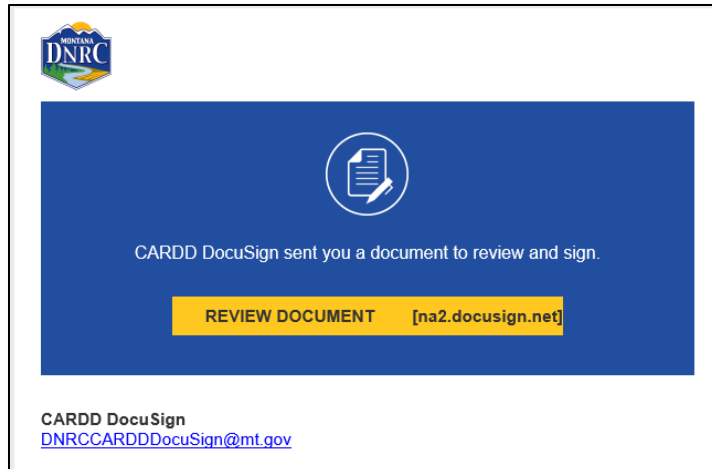 MONTANA
DNRC
CARDD DocuSign sent you a document to review and sign.
REVIEW DOCUMENT [na2.docusign.net]
CARDD DocuSign
DNRCCARDDDocuSign@mt.gov